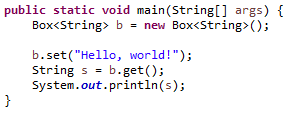 public static void main(String[] args) {
    Box<String> b = new Box<String>();

    b.set("Hello, world!");
    String s = b.get();
    System.out.println(s);
}